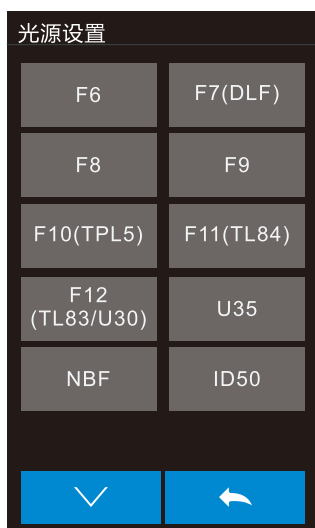 光源设置
F6
F7(DLF)
F8
F9
F10(TPL5)
F11(TL84)
F12
(TL83/U30)
U35
NBF
ID50